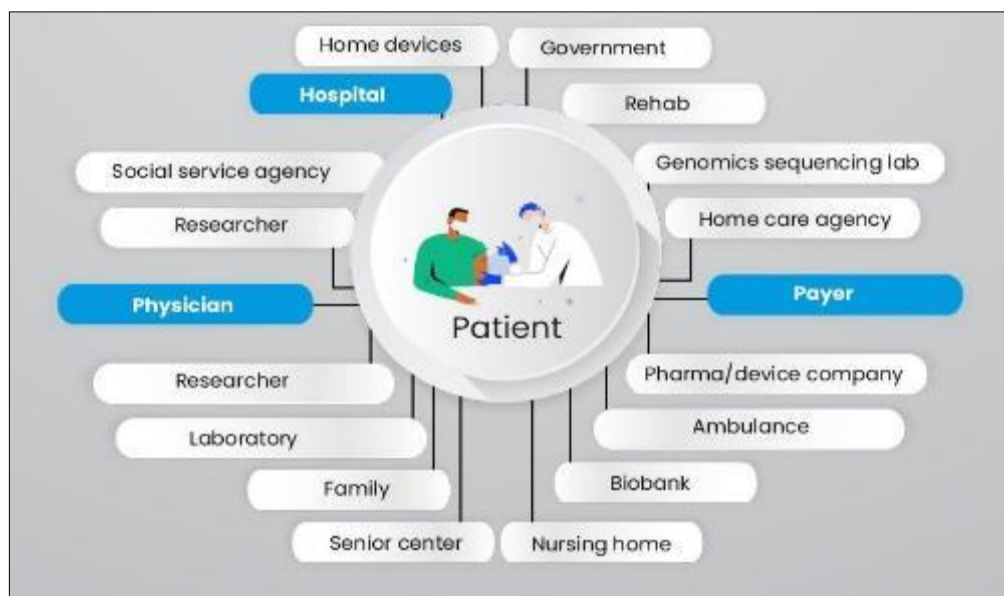 Home devices
Government
Hospital
Rehab
Social service agency
Genomics sequencing lab
Researcher
Home care agency
Physician
Payer
Patient
Researcher
Pharma/device company
Laboratory
Ambulance
Family
Biobank
Senior center
Nursing home